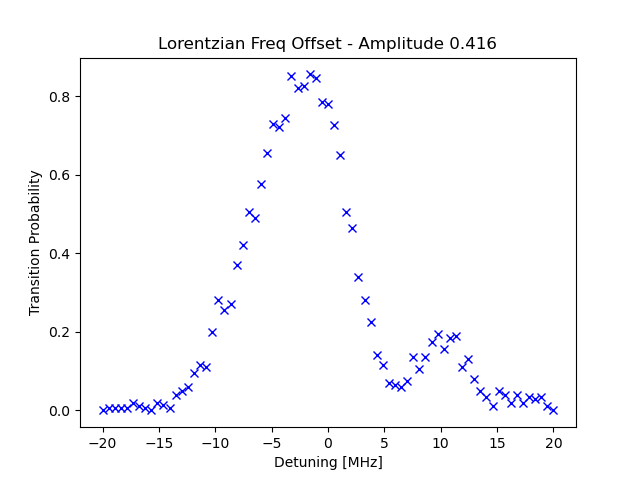 Lorentzian Freq Offset - Amplitude 0.416
Transition Probability
0.8
0.6
0.4
0.2
0.0
−20 −15 −10 −5 0 5 10 15 20
Detuning [MHz]